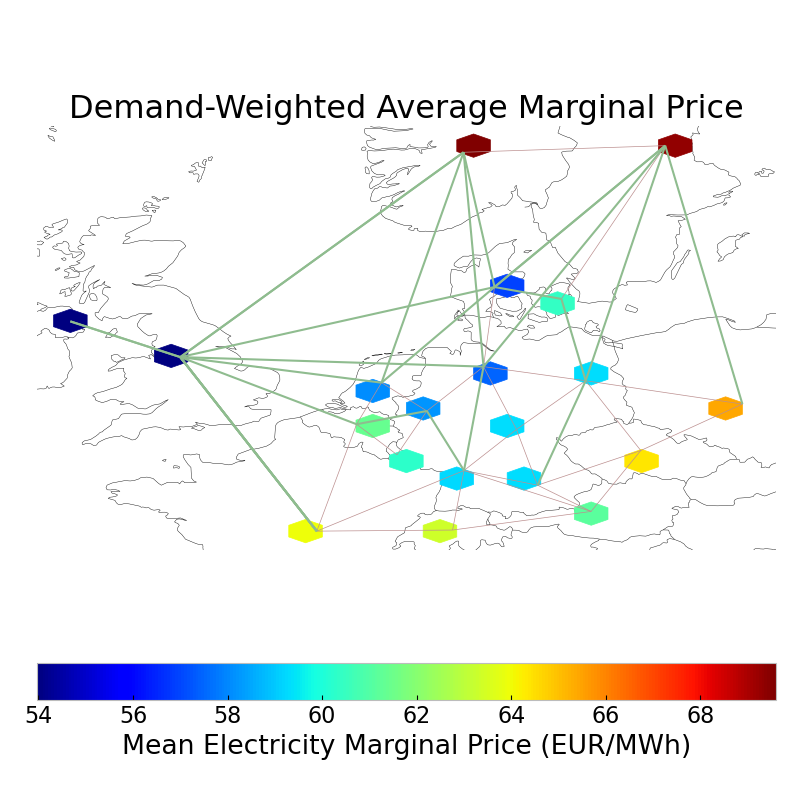 Demand-Weighted Average Marginal Price
54 56 58 60 62 64 66 68
Mean Electricity Marginal Price (EUR/MWh)